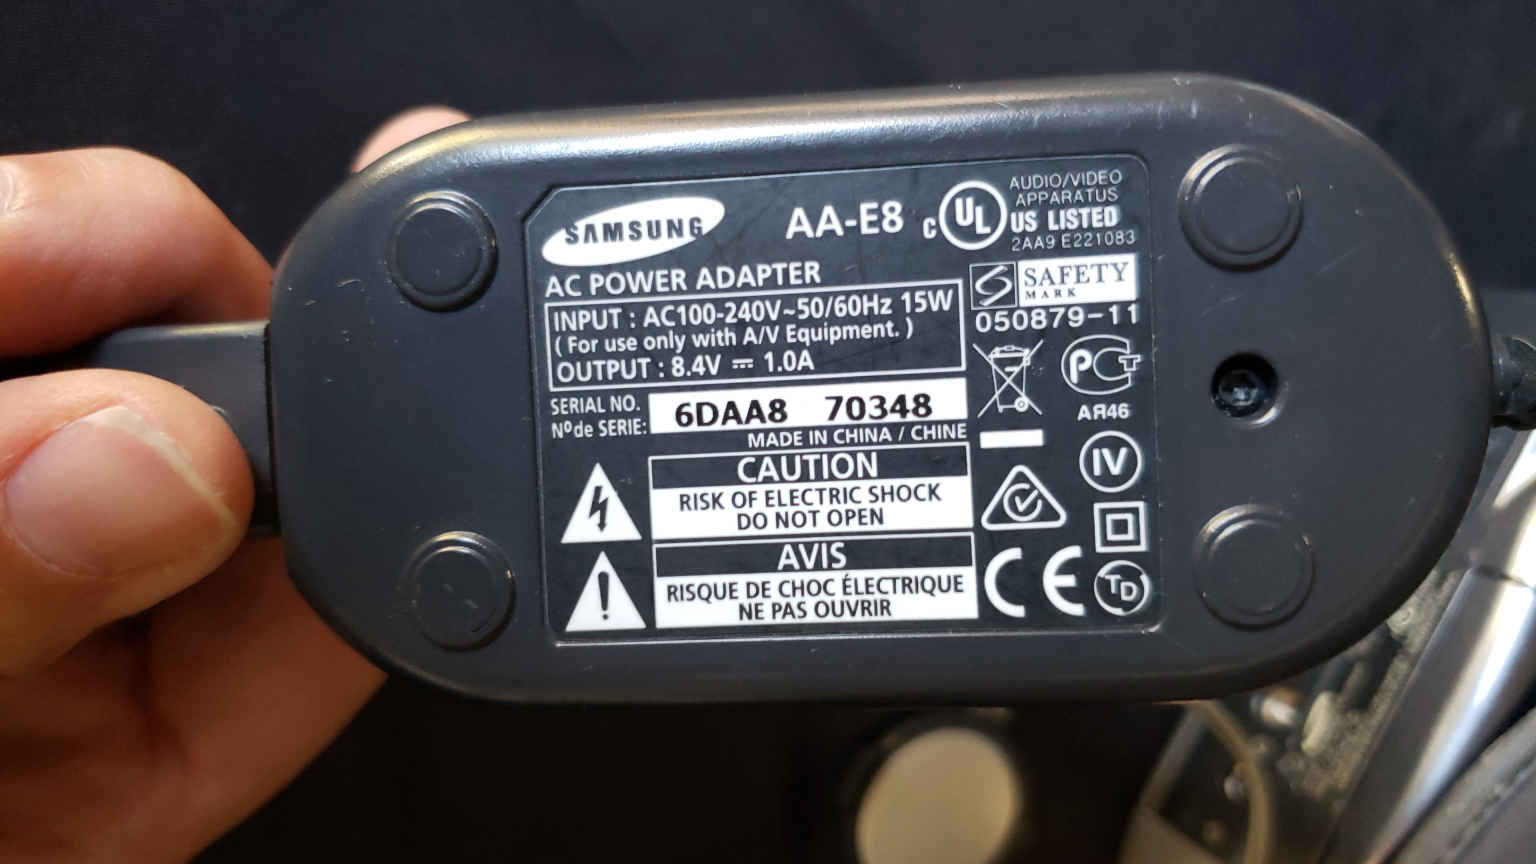 SAMSUNG
AA-E8
c UL US LISTED
AUDIO/VIDEO
APPARATUS
2AA9 E221083
AC POWER ADAPTER
INPUT : AC100-240V~50/60Hz 15W
( For use only with A/V Equipment. )
OUTPUT : 8.4V ⎓ 1.0A
SAFETY
MARK
050879-11
SERIAL NO.
Nº de SERIE:
6DAA8 70348
MADE IN CHINA / CHINE
PCT
АЯ46
CAUTION
RISK OF ELECTRIC SHOCK
DO NOT OPEN
IV
AVIS
RISQUE DE CHOC ÉLECTRIQUE
NE PAS OUVRIR
CE
TD